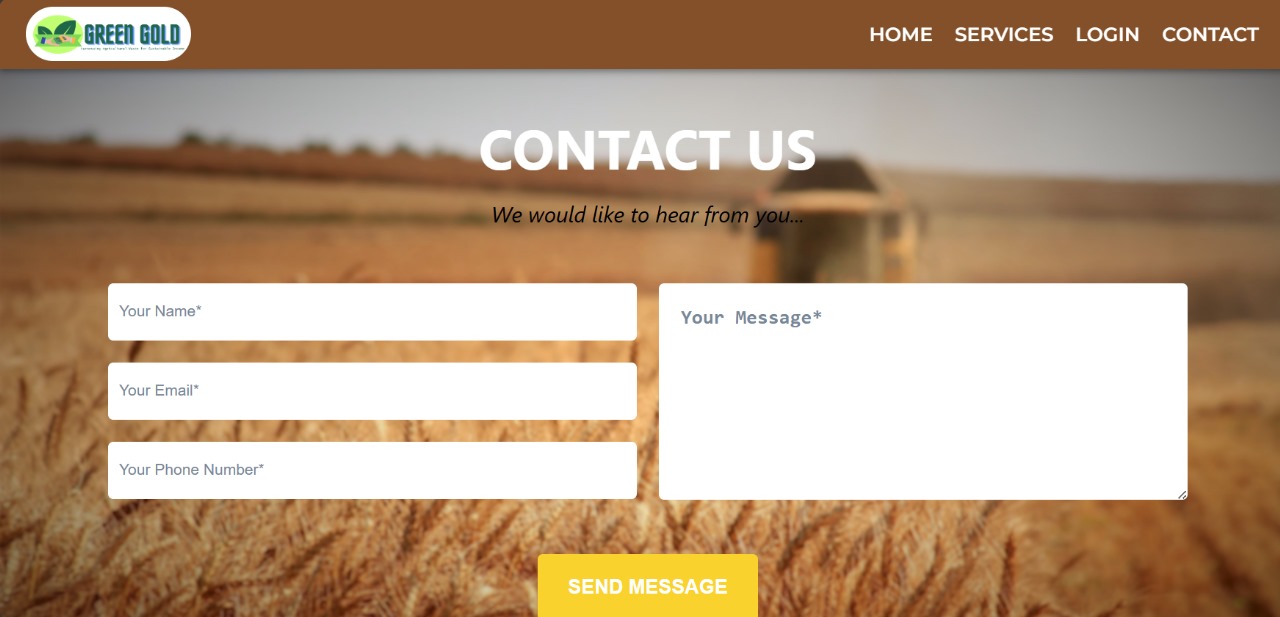 GREEN GOLD
HOME SERVICES LOGIN CONTACT
CONTACT US
We would like to hear from you...
Your Name*
Your Message*
Your Email*
Your Phone Number*
SEND MESSAGE